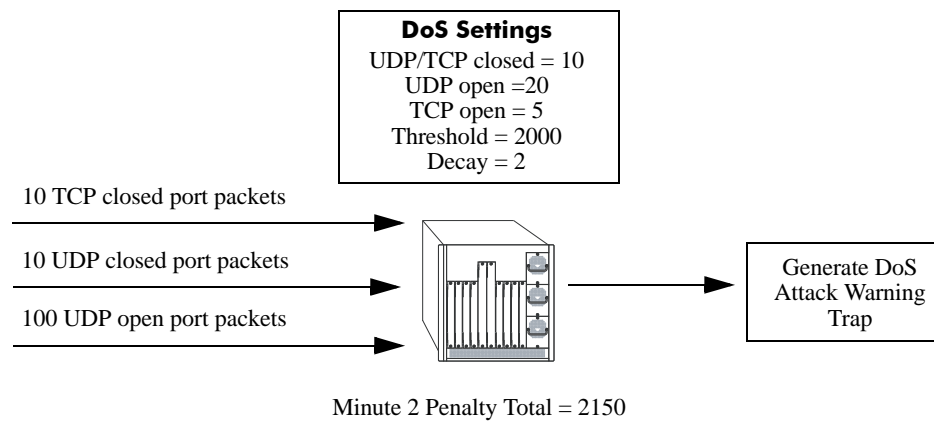 DoS Settings
UDP/TCP closed = 10
UDP open =20
TCP open = 5
Threshold = 2000
Decay = 2
10 TCP closed port packets
10 UDP closed port packets
100 UDP open port packets
Generate DoS
Attack Warning
Trap
Minute 2 Penalty Total = 2150